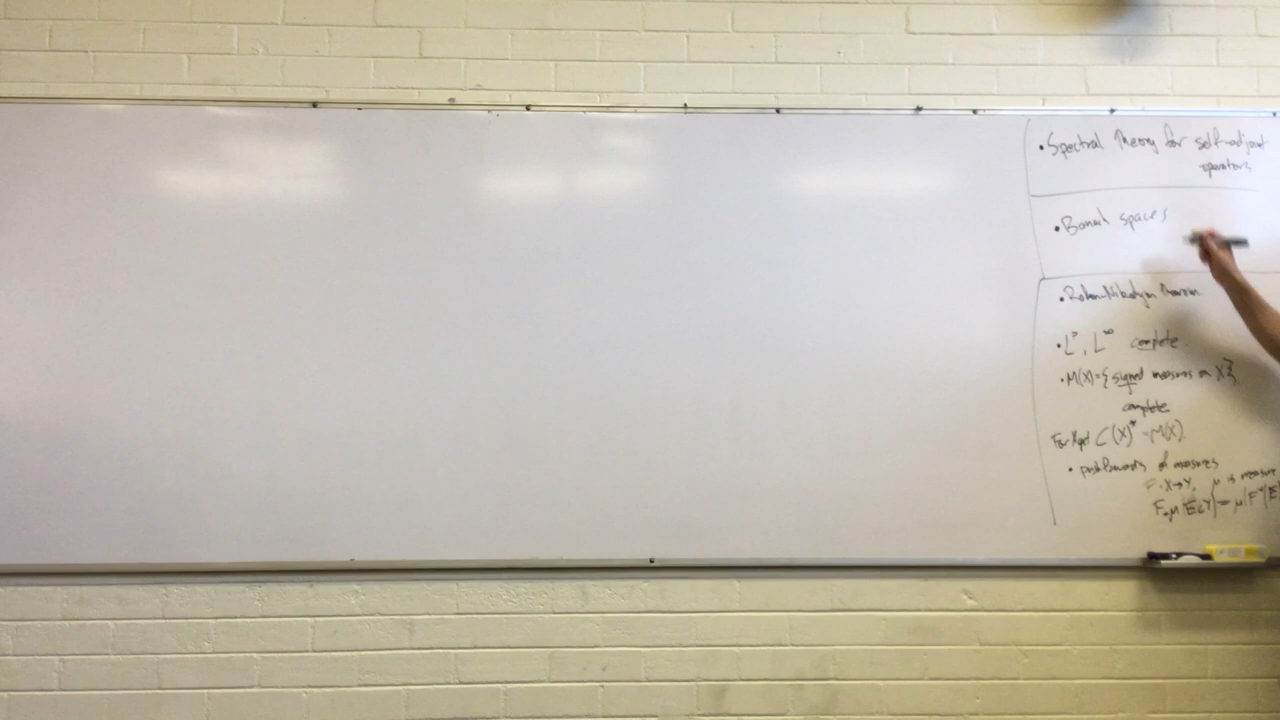 • Spectral Theory for self-adjoint
operators
• Banach spaces
• Radon-Nikodym Theorem
• L^p, L^∞ complete.
• M(X) = { signed measures on X }
complete.
For X cpt C(X)* = M(X).
• pushforwards of measures
F: X→Y, μ is measure
F_*μ(E⊂Y) = μ(F^-1(E